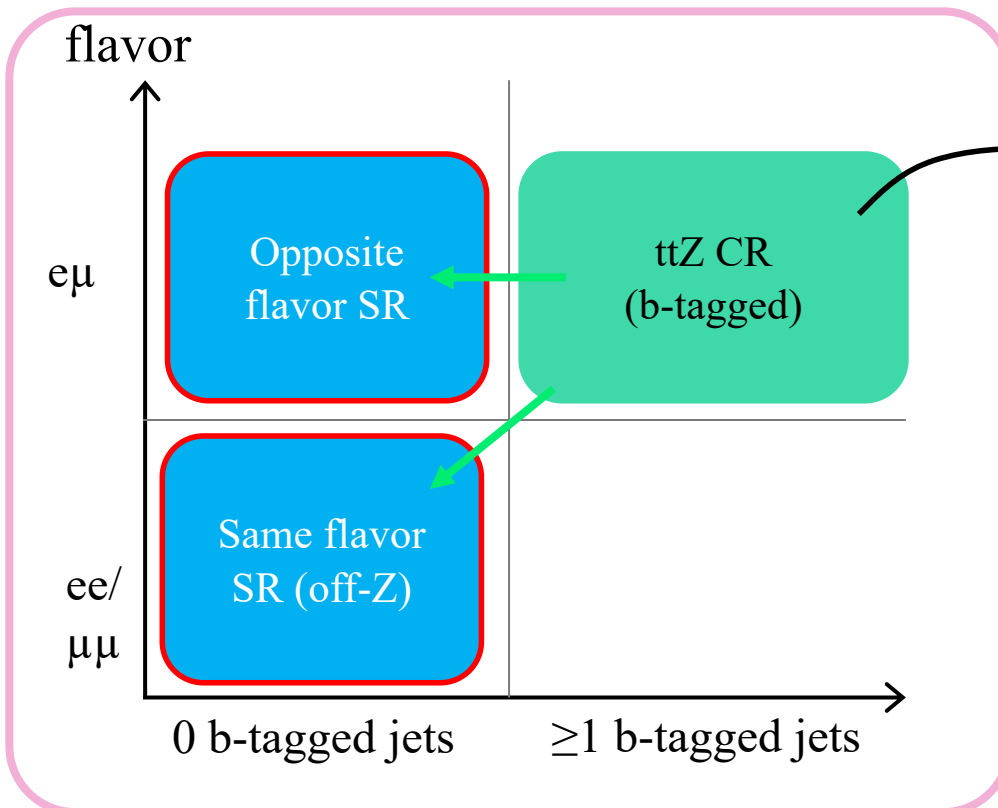 flavor
eμ
Opposite
flavor SR
ttZ CR
(b-tagged)
ee/
μμ
Same flavor
SR (off-Z)
0 b-tagged jets
≥1 b-tagged jets